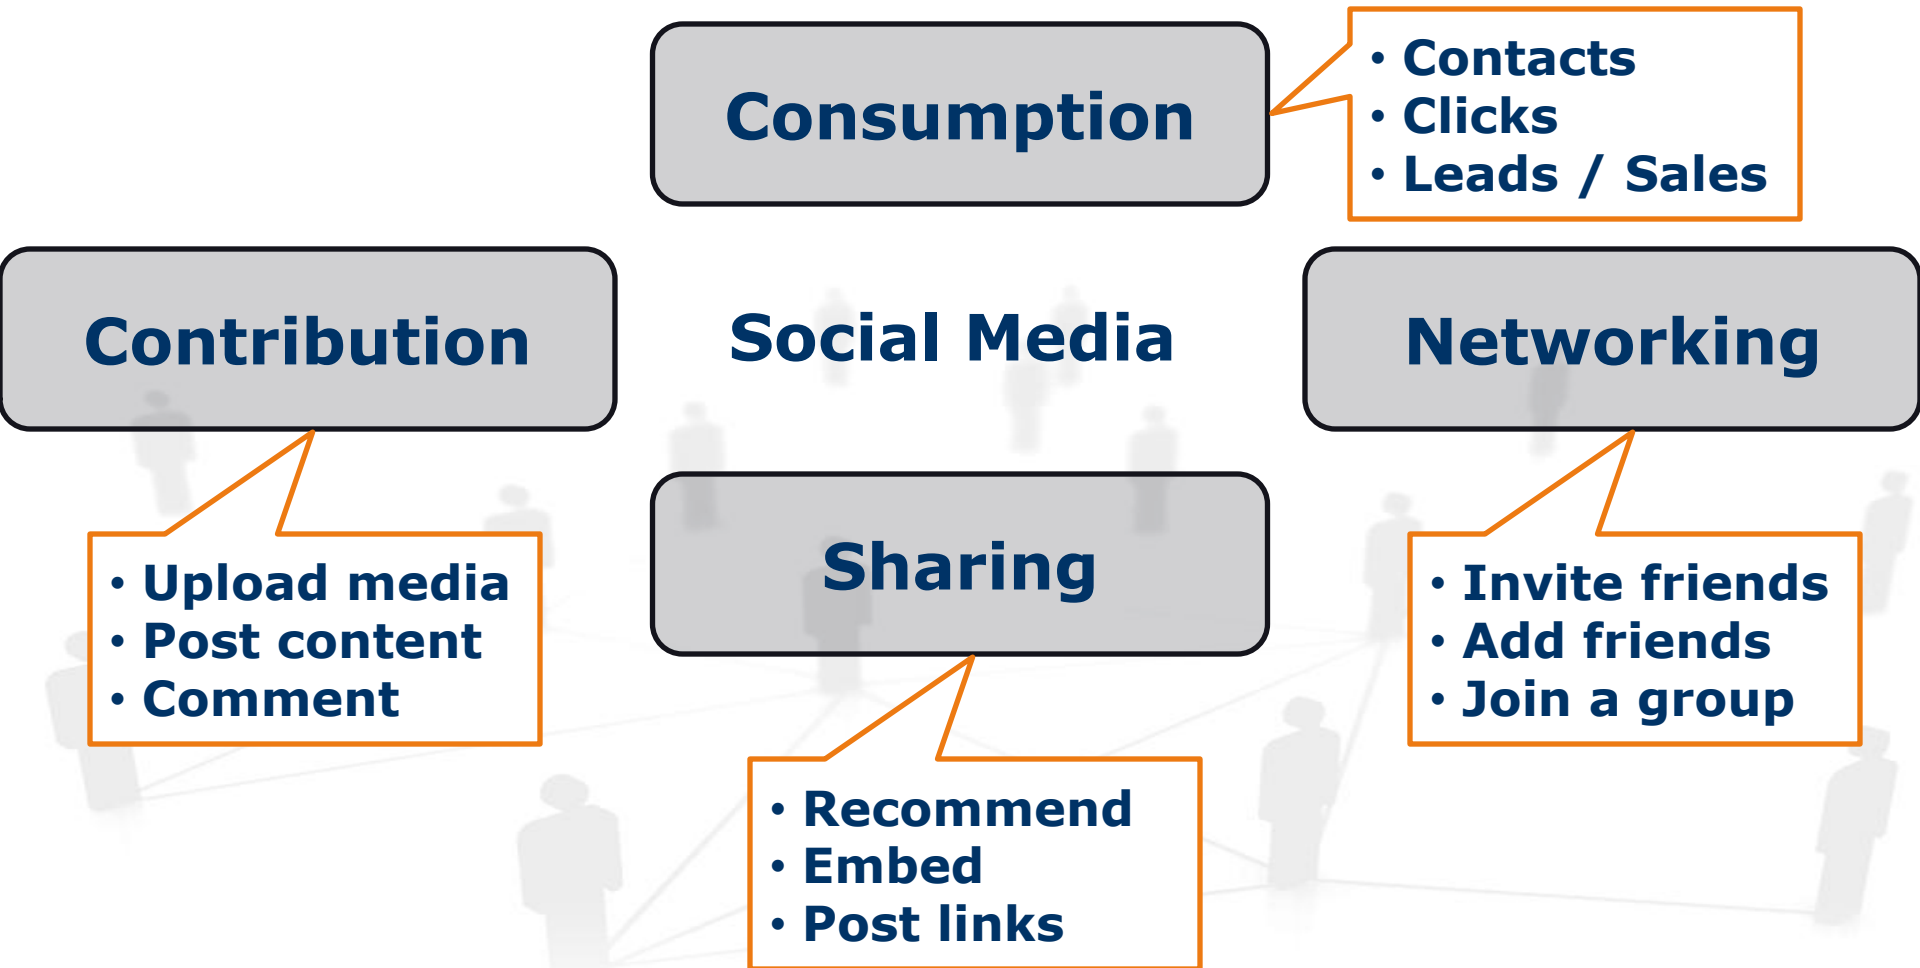 Consumption
• Contacts
• Clicks
• Leads / Sales
Contribution
Social Media
Networking
• Upload media
• Post content
• Comment
Sharing
• Invite friends
• Add friends
• Join a group
• Recommend
• Embed
• Post links